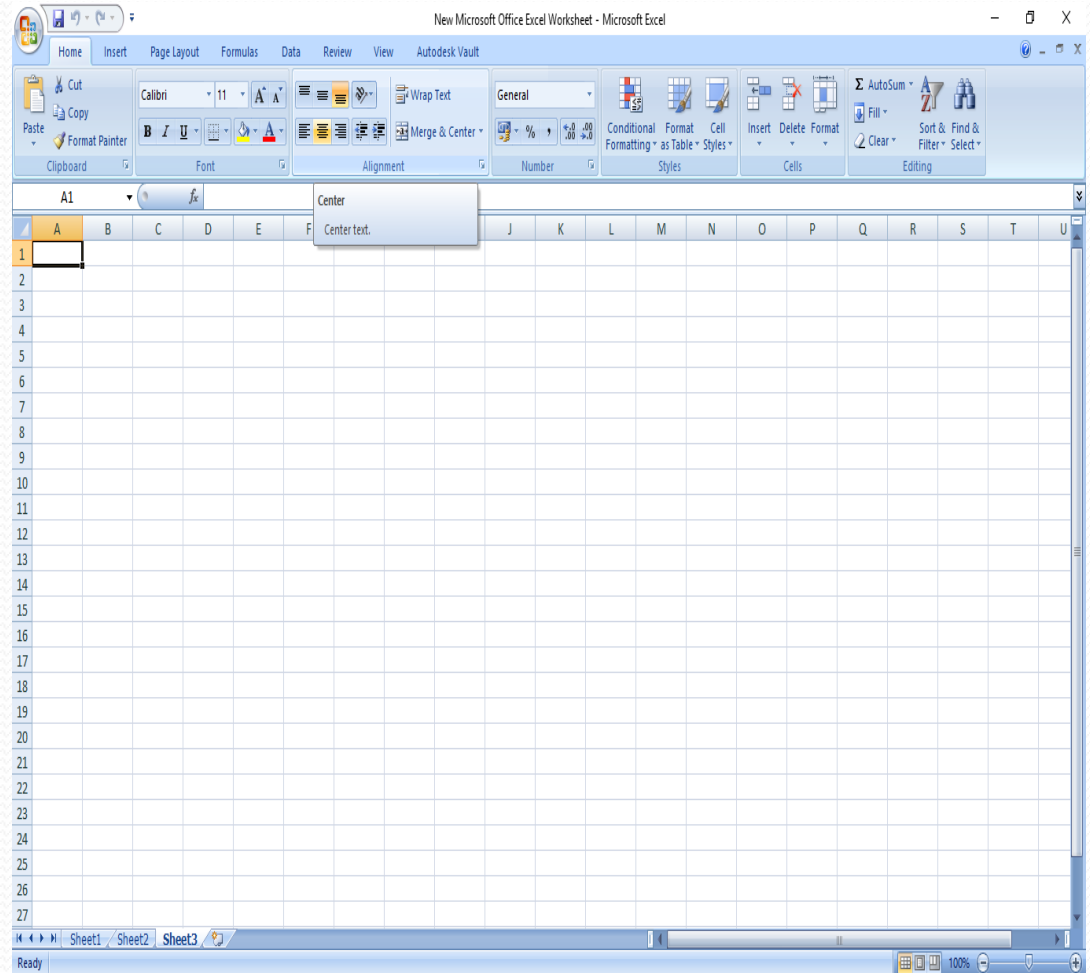 New Microsoft Office Excel Worksheet - Microsoft Excel
Home Insert Page Layout Formulas Data Review View Autodesk Vault
Paste
Cut
Copy
Format Painter
Clipboard
Calibri 11
B I U
Font
Wrap Text
Merge & Center
Alignment
General
% , .0 .00 .00 .0
Number
Conditional Formatting
Format as Table
Cell Styles
Styles
Insert Delete Format
Cells
Σ AutoSum
Fill
Clear
Sort & Filter
Find & Select
Editing
A1 fx
Center
Center text.
A B C D E F J K L M N O P Q R S T U
1
2
3
4
5
6
7
8
9
10
11
12
13
14
15
16
17
18
19
20
21
22
23
24
25
26
27
Sheet1 Sheet2 Sheet3
Ready 100%